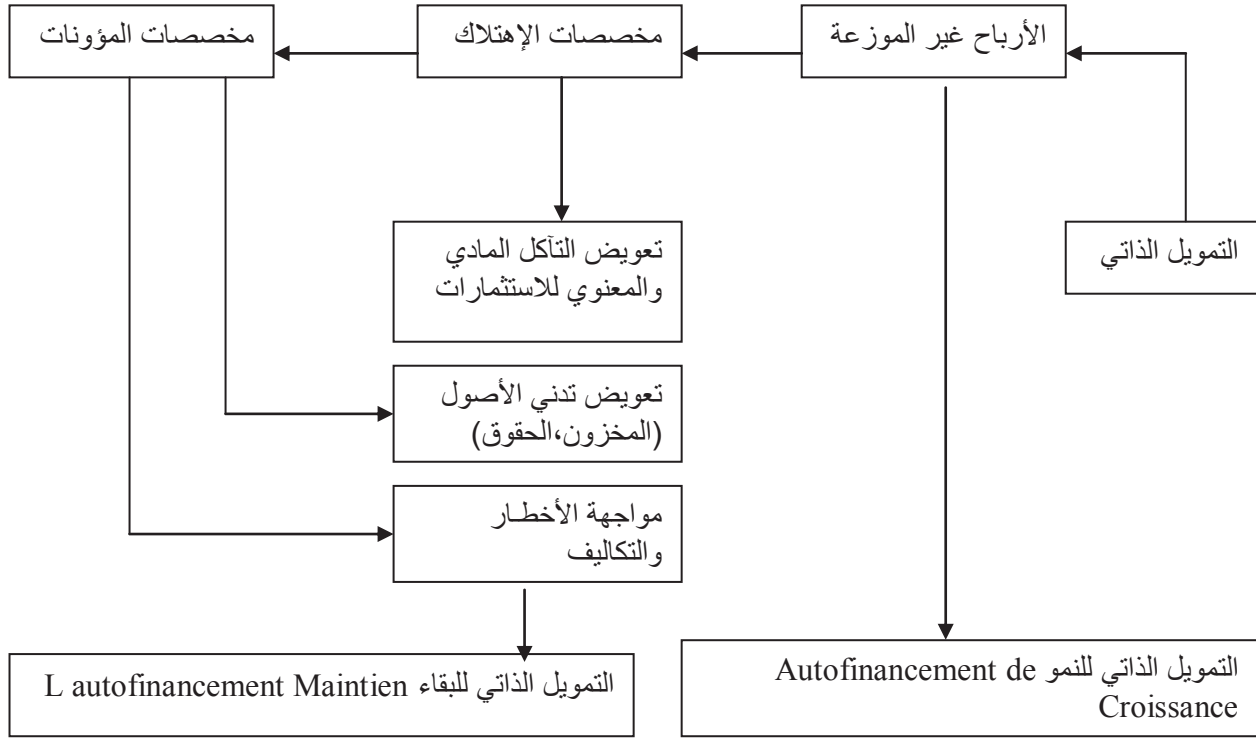 الأرباح غير الموزعة
مخصصات الإهتلاك
مخصصات المؤونات
التمويل الذاتي
تعويض التآكل المادي
والمعنوي للاستثمارات
تعويض تدني الأصول
(المخزون،الحقوق)
مواجهة الأخطـار
والتكاليف
التمويل الذاتي للنمو Autofinancement de
Croissance
التمويل الذاتي للبقاء L autofinancement Maintien